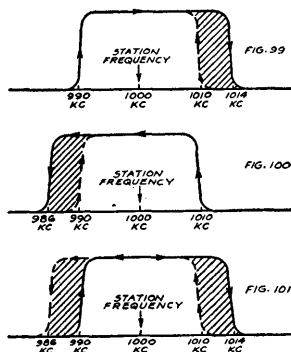 STATION
FREQUENCY
FIG. 99
990
KC
1000
KC
1010
KC
1014
KC
STATION
FREQUENCY
FIG. 100
986
KC
990
KC
1000
KC
1010
KC
STATION
FREQUENCY
FIG. 101
986
KC
990
KC
1000
KC
1010
KC
1014
KC